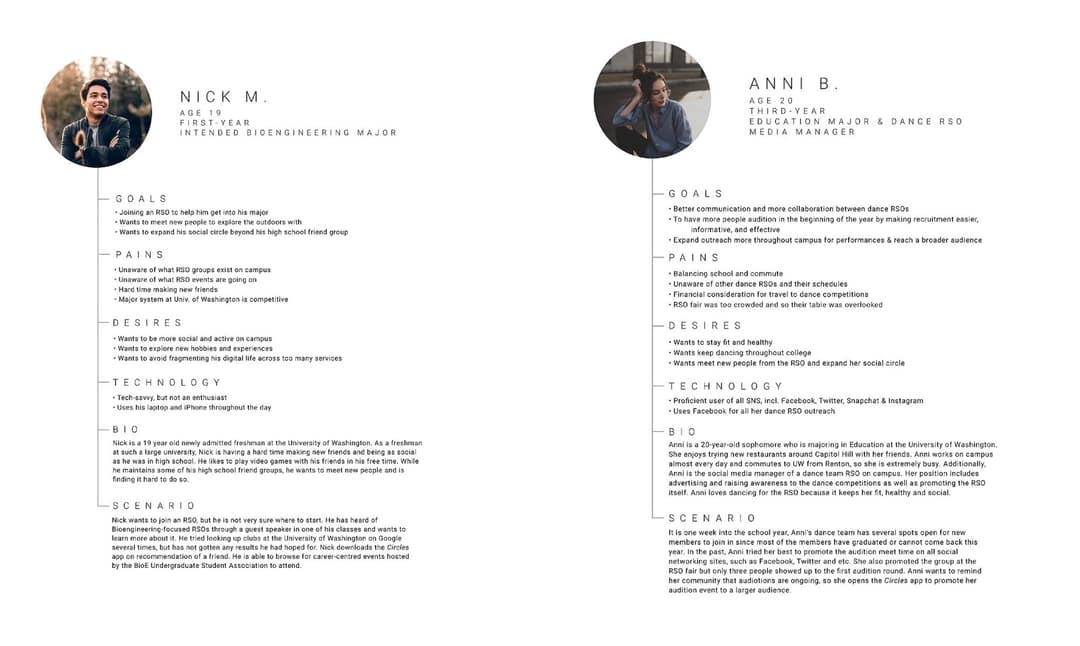 NICK M.
AGE 19
FIRST-YEAR
INTENDED BIOENGINEERING MAJOR
GOALS
• Joining an RSO to help him get into his major
• Wants to meet new people to explore the outdoors with
• Wants to expand his social circle beyond his high school friend group
PAINS
• Unaware of what RSO groups exist on campus
• Unaware of what RSO events are going on
• Hard time making new friends
• Major system at Univ. of Washington is competitive
DESIRES
• Wants to be more social and active on campus
• Wants to explore new hobbies and experiences
• Wants to avoid fragmenting his digital life across too many services
TECHNOLOGY
• Tech-savvy, but not an enthusiast
• Uses his laptop and iPhone throughout the day
BIO
Nick is a 19 year old newly admitted freshman at the University of Washington. As a freshman
at such a large university, Nick is having a hard time making new friends and being as social
as he was in high school. He likes to play video games with his friends in his free time. While
he maintains some of his high school friend groups, he wants to meet new people and is
finding it hard to do so.
SCENARIO
Nick wants to join an RSO, but he is not very sure where to start. He has heard of
Bioengineering-focused RSOs through a guest speaker in one of his classes and wants to
learn more about it. He tried looking up clubs at the University of Washington on Google
several times, but has not gotten any results he had hoped for. Nick downloads the Circles
app on recommendation of a friend. He is able to browse for career-centred events hosted
by the BioE Undergraduate Student Association to attend.
ANNI B.
AGE 20
THIRD-YEAR
EDUCATION MAJOR & DANCE RSO
MEDIA MANAGER
GOALS
• Better communication and more collaboration between dance RSOs
• To have more people audition in the beginning of the year by making recruitment easier,
informative, and effective
• Expand outreach more throughout campus for performances & reach a broader audience
PAINS
• Balancing school and commute
• Unaware of other dance RSOs and their schedules
• Financial consideration for travel to dance competitions
• RSO fair was too crowded and so their table was overlooked
DESIRES
• Wants to stay fit and healthy
• Wants keep dancing throughout college
• Wants meet new people from the RSO and expand her social circle
TECHNOLOGY
• Proficient user of all SNS, incl. Facebook, Twitter, Snapchat & Instagram
• Uses Facebook for all her dance RSO outreach
BIO
Anni is a 20-year-old sophomore who is majoring in Education at the University of Washington.
She enjoys trying new restaurants around Capitol Hill with her friends. Anni works on campus
almost every day and commutes to UW from Renton, so she is extremely busy. Additionally,
Anni is the social media manager of a dance team RSO on campus. Her position includes
advertising and raising awareness to the dance competitions as well as promoting the RSO
itself. Anni loves dancing for the RSO because it keeps her fit, healthy and social.
SCENARIO
It is one week into the school year, Anni's dance team has several spots open for new
members to join in since most of the members have graduated or cannot come back this
year. In the past, Anni tried her best to promote the audition meet time on all social
networking sites, such as Facebook, Twitter and etc. She also promoted the group at the
RSO fair but only three people showed up to the first audition round. Anni wants to remind
her community that audiotions are ongoing, so she opens the Circles app to promote her
audition event to a larger audience.